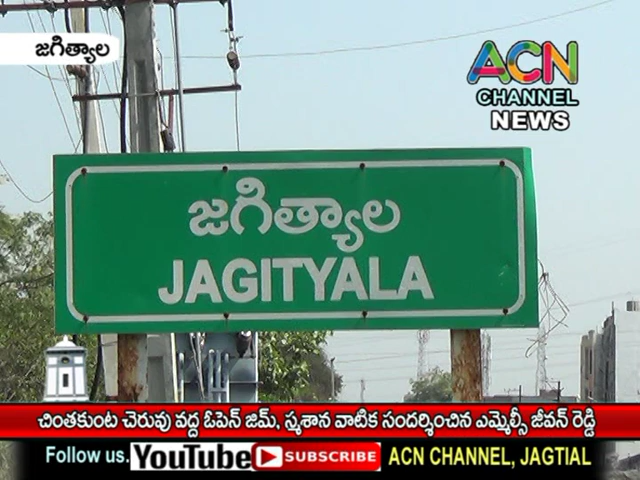 జగిత్యాల
ACN
CHANNEL
NEWS
జగిత్యాల
JAGITYALA
చింతకుంట చెరువు వద్ద ఓపెన్ జిమ్, స్మశాన వాటిక సందర్శించిన ఎమ్మెల్సీ జీవన్ రెడ్డి
Follow us. YouTube SUBSCRIBE ACN CHANNEL, JAGTIAL